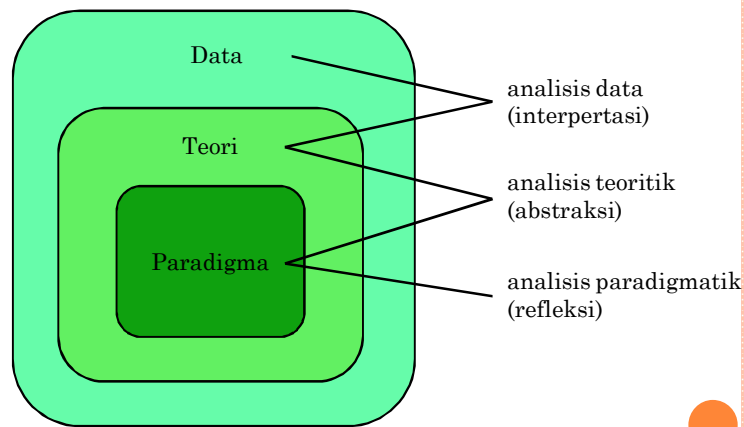 Data
analisis data
(interpertasi)
Teori
analisis teoritik
(abstraksi)
Paradigma
analisis paradigmatik
(refleksi)